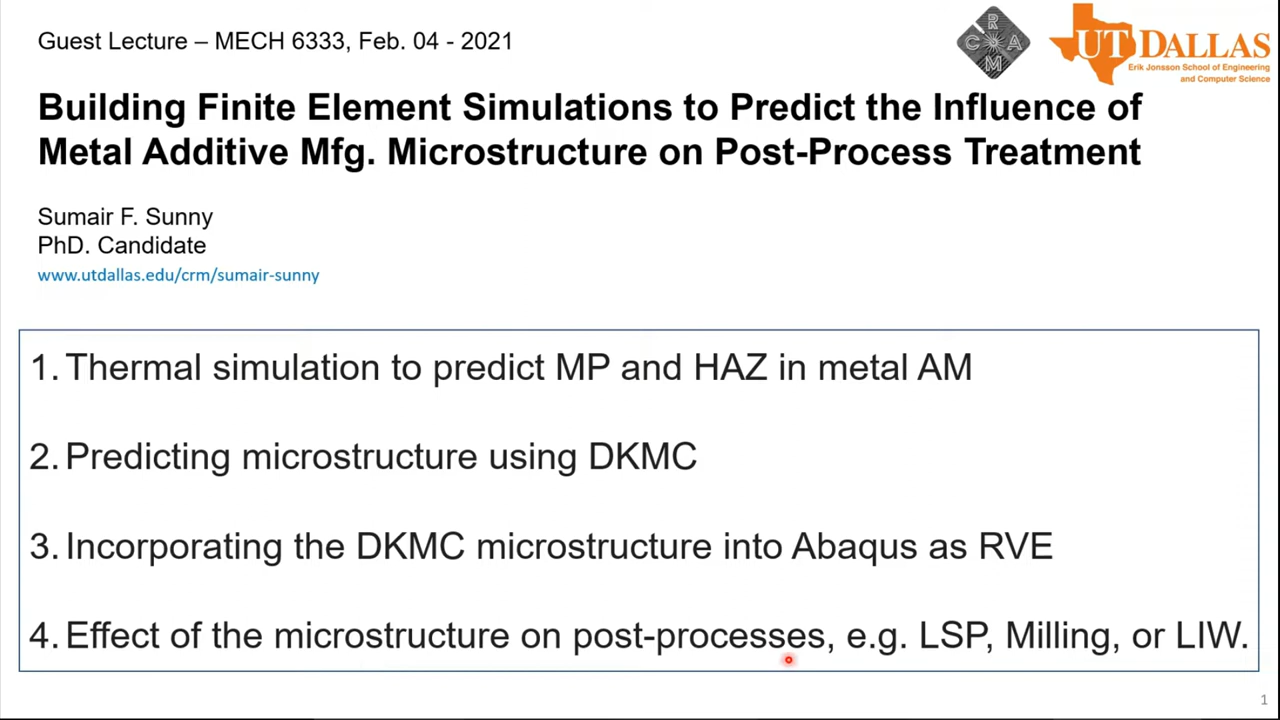 Guest Lecture – MECH 6333, Feb. 04 - 2021
C R A M
UT DALLAS
Erik Jonsson School of Engineering
and Computer Science
Building Finite Element Simulations to Predict the Influence of
Metal Additive Mfg. Microstructure on Post-Process Treatment
Sumair F. Sunny
PhD. Candidate
www.utdallas.edu/crm/sumair-sunny
1. Thermal simulation to predict MP and HAZ in metal AM
2. Predicting microstructure using DKMC
3. Incorporating the DKMC microstructure into Abaqus as RVE
4. Effect of the microstructure on post-processes, e.g. LSP, Milling, or LIW.
1